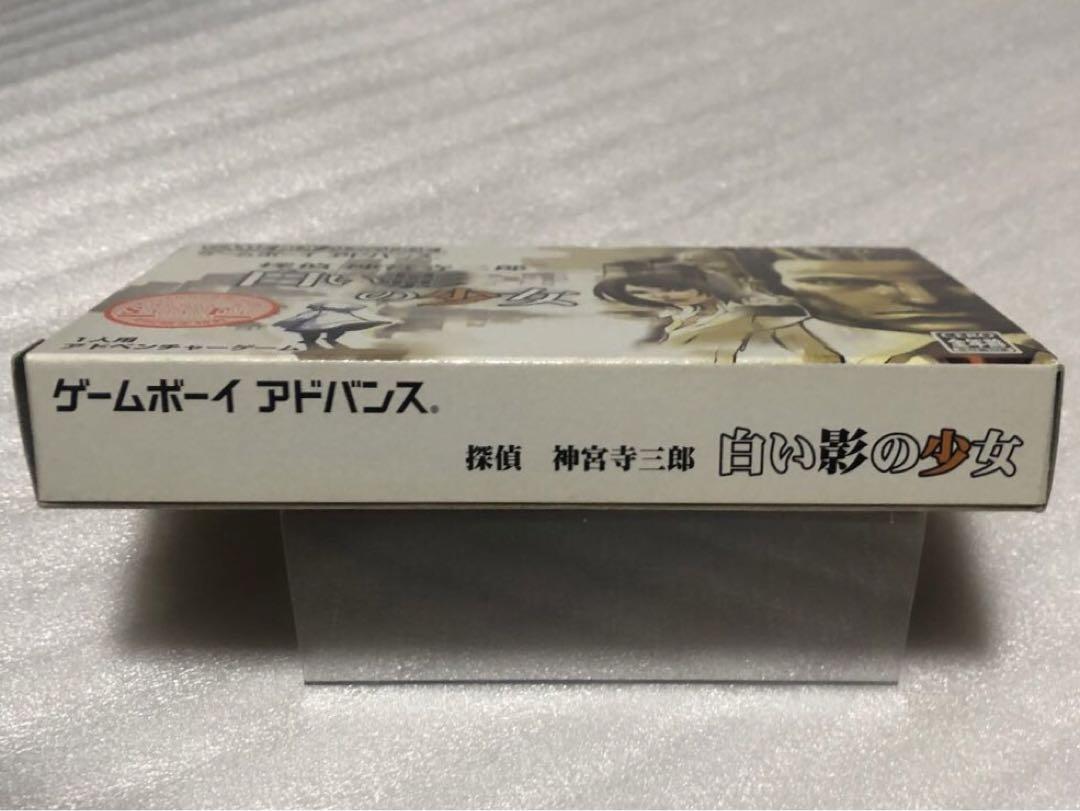 白い影
の少女
1人用
アドベンチャーゲーム
ゲームボーイ アドバンス®
探偵 神宮寺三郎 白い影の少女